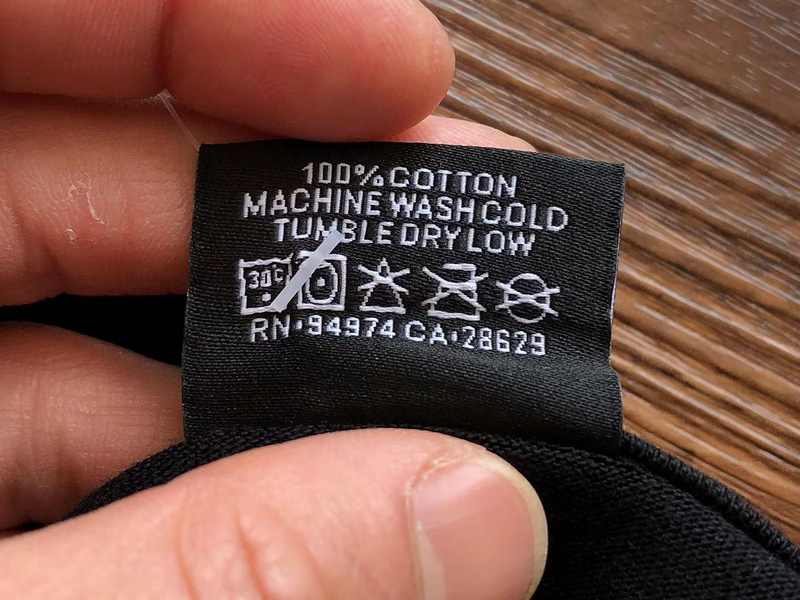 100% COTTON
MACHINE WASH COLD
TUMBLE DRY LOW
30°C
RN·94974 CA·28629